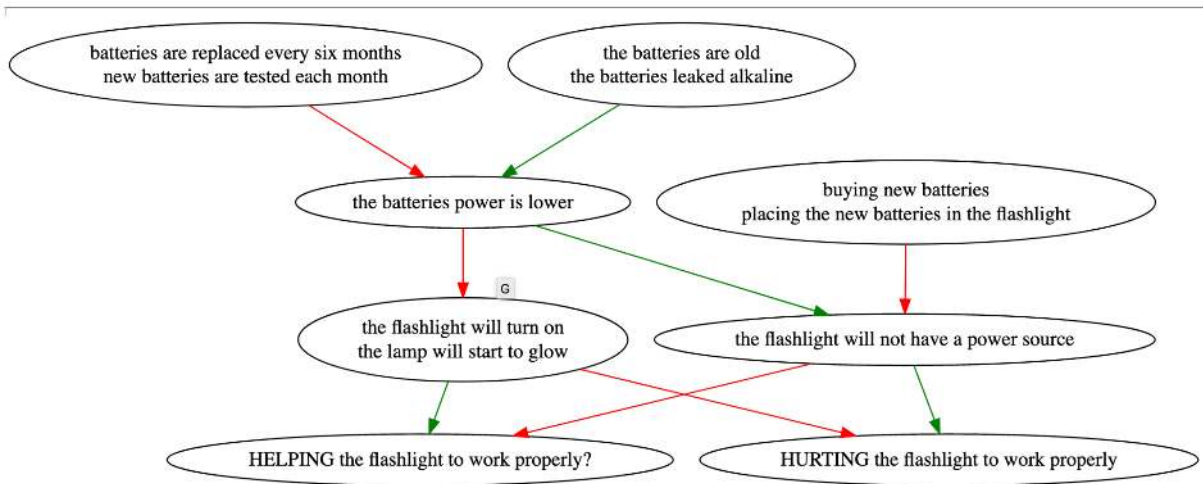 batteries are replaced every six months
new batteries are tested each month
the batteries are old
the batteries leaked alkaline
the batteries power is lower
buying new batteries
placing the new batteries in the flashlight
G
the flashlight will turn on
the lamp will start to glow
the flashlight will not have a power source
HELPING the flashlight to work properly?
HURTING the flashlight to work properly